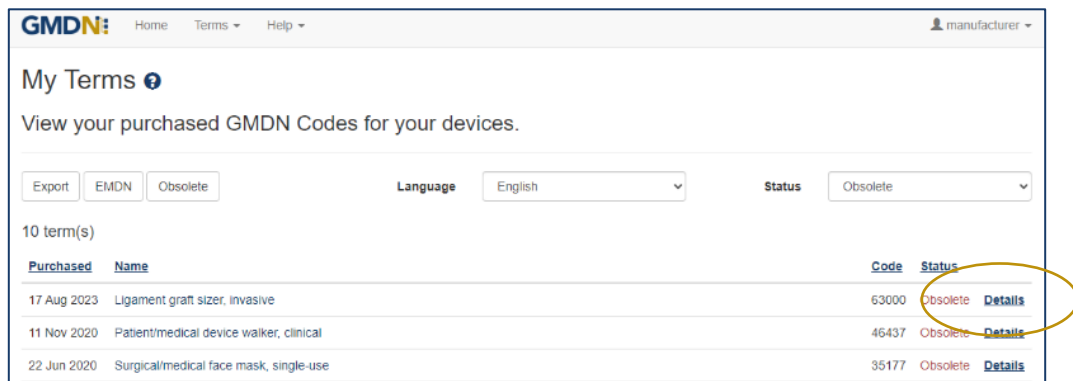 GMDN Home Terms Help manufacturer
My Terms ?
View your purchased GMDN Codes for your devices.
Export EMDN Obsolete Language English Status Obsolete
10 term(s)
Purchased Name Code Status
17 Aug 2023 Ligament graft sizer, invasive 63000 Obsolete Details
11 Nov 2020 Patient/medical device walker, clinical 46437 Obsolete Details
22 Jun 2020 Surgical/medical face mask, single-use 35177 Obsolete Details